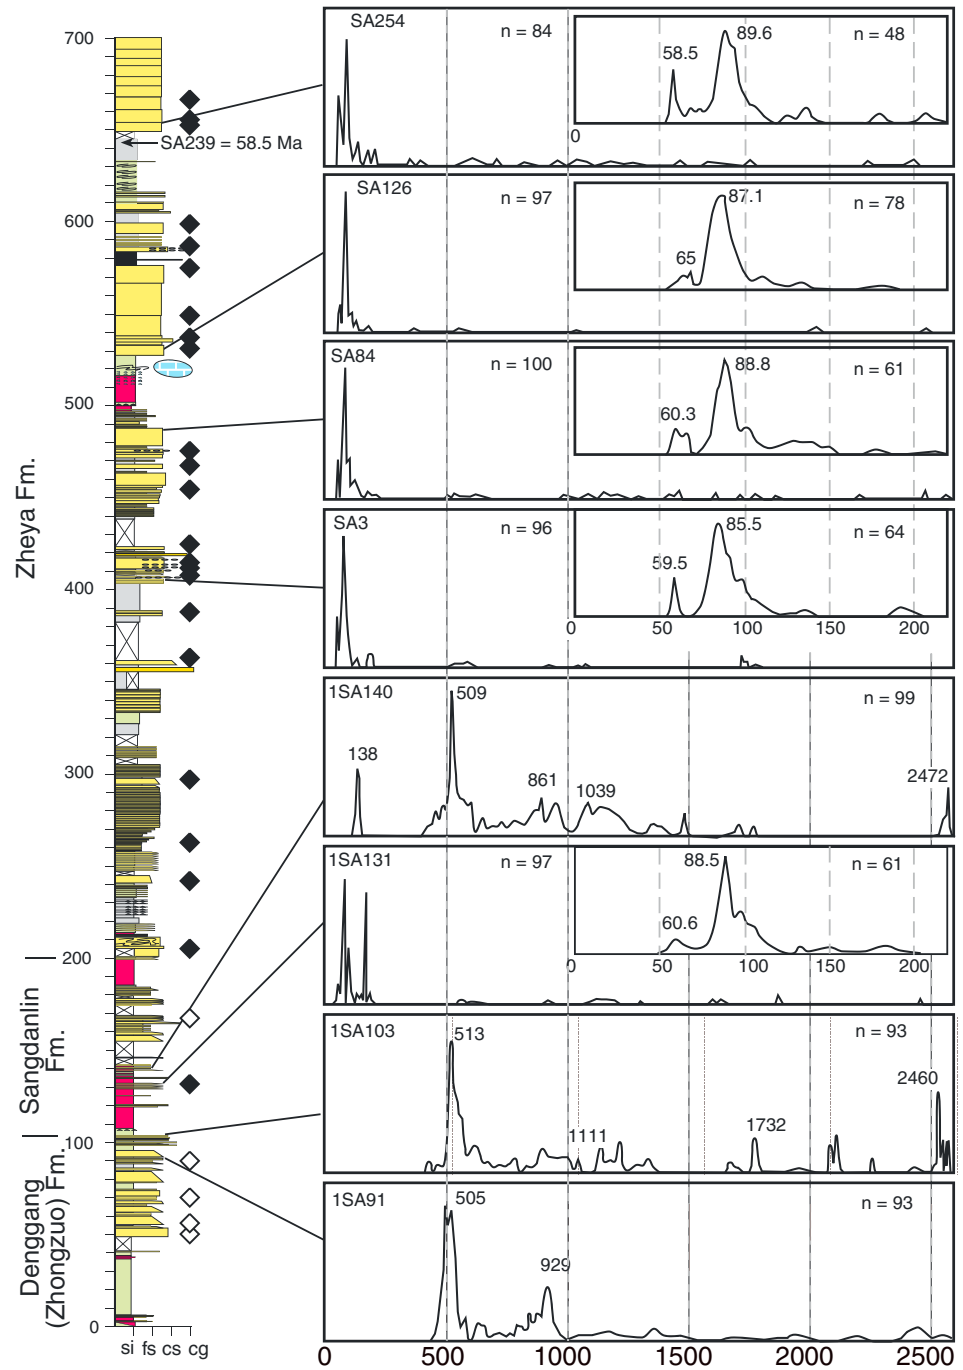 700
600
500
400
300
200
100
0
Zheya Fm.
Sangdanlin
Fm.
Denggang
(Zhongzuo) Fm.
si fs cs cg
SA239 = 58.5 Ma
SA254
n = 84
58.5
89.6
n = 48
0
SA126
n = 97
65
87.1
n = 78
SA84
n = 100
60.3
88.8
n = 61
SA3
n = 96
59.5
85.5
n = 64
0 50 100 150 200
1SA140
138
509
861
1039
n = 99
2472
1SA131
n = 97
60.6
88.5
n = 61
0 50 100 150 200
1SA103
513
1111
1732
n = 93
2460
1SA91
505
929
n = 93
0 500 1000 1500 2000 2500